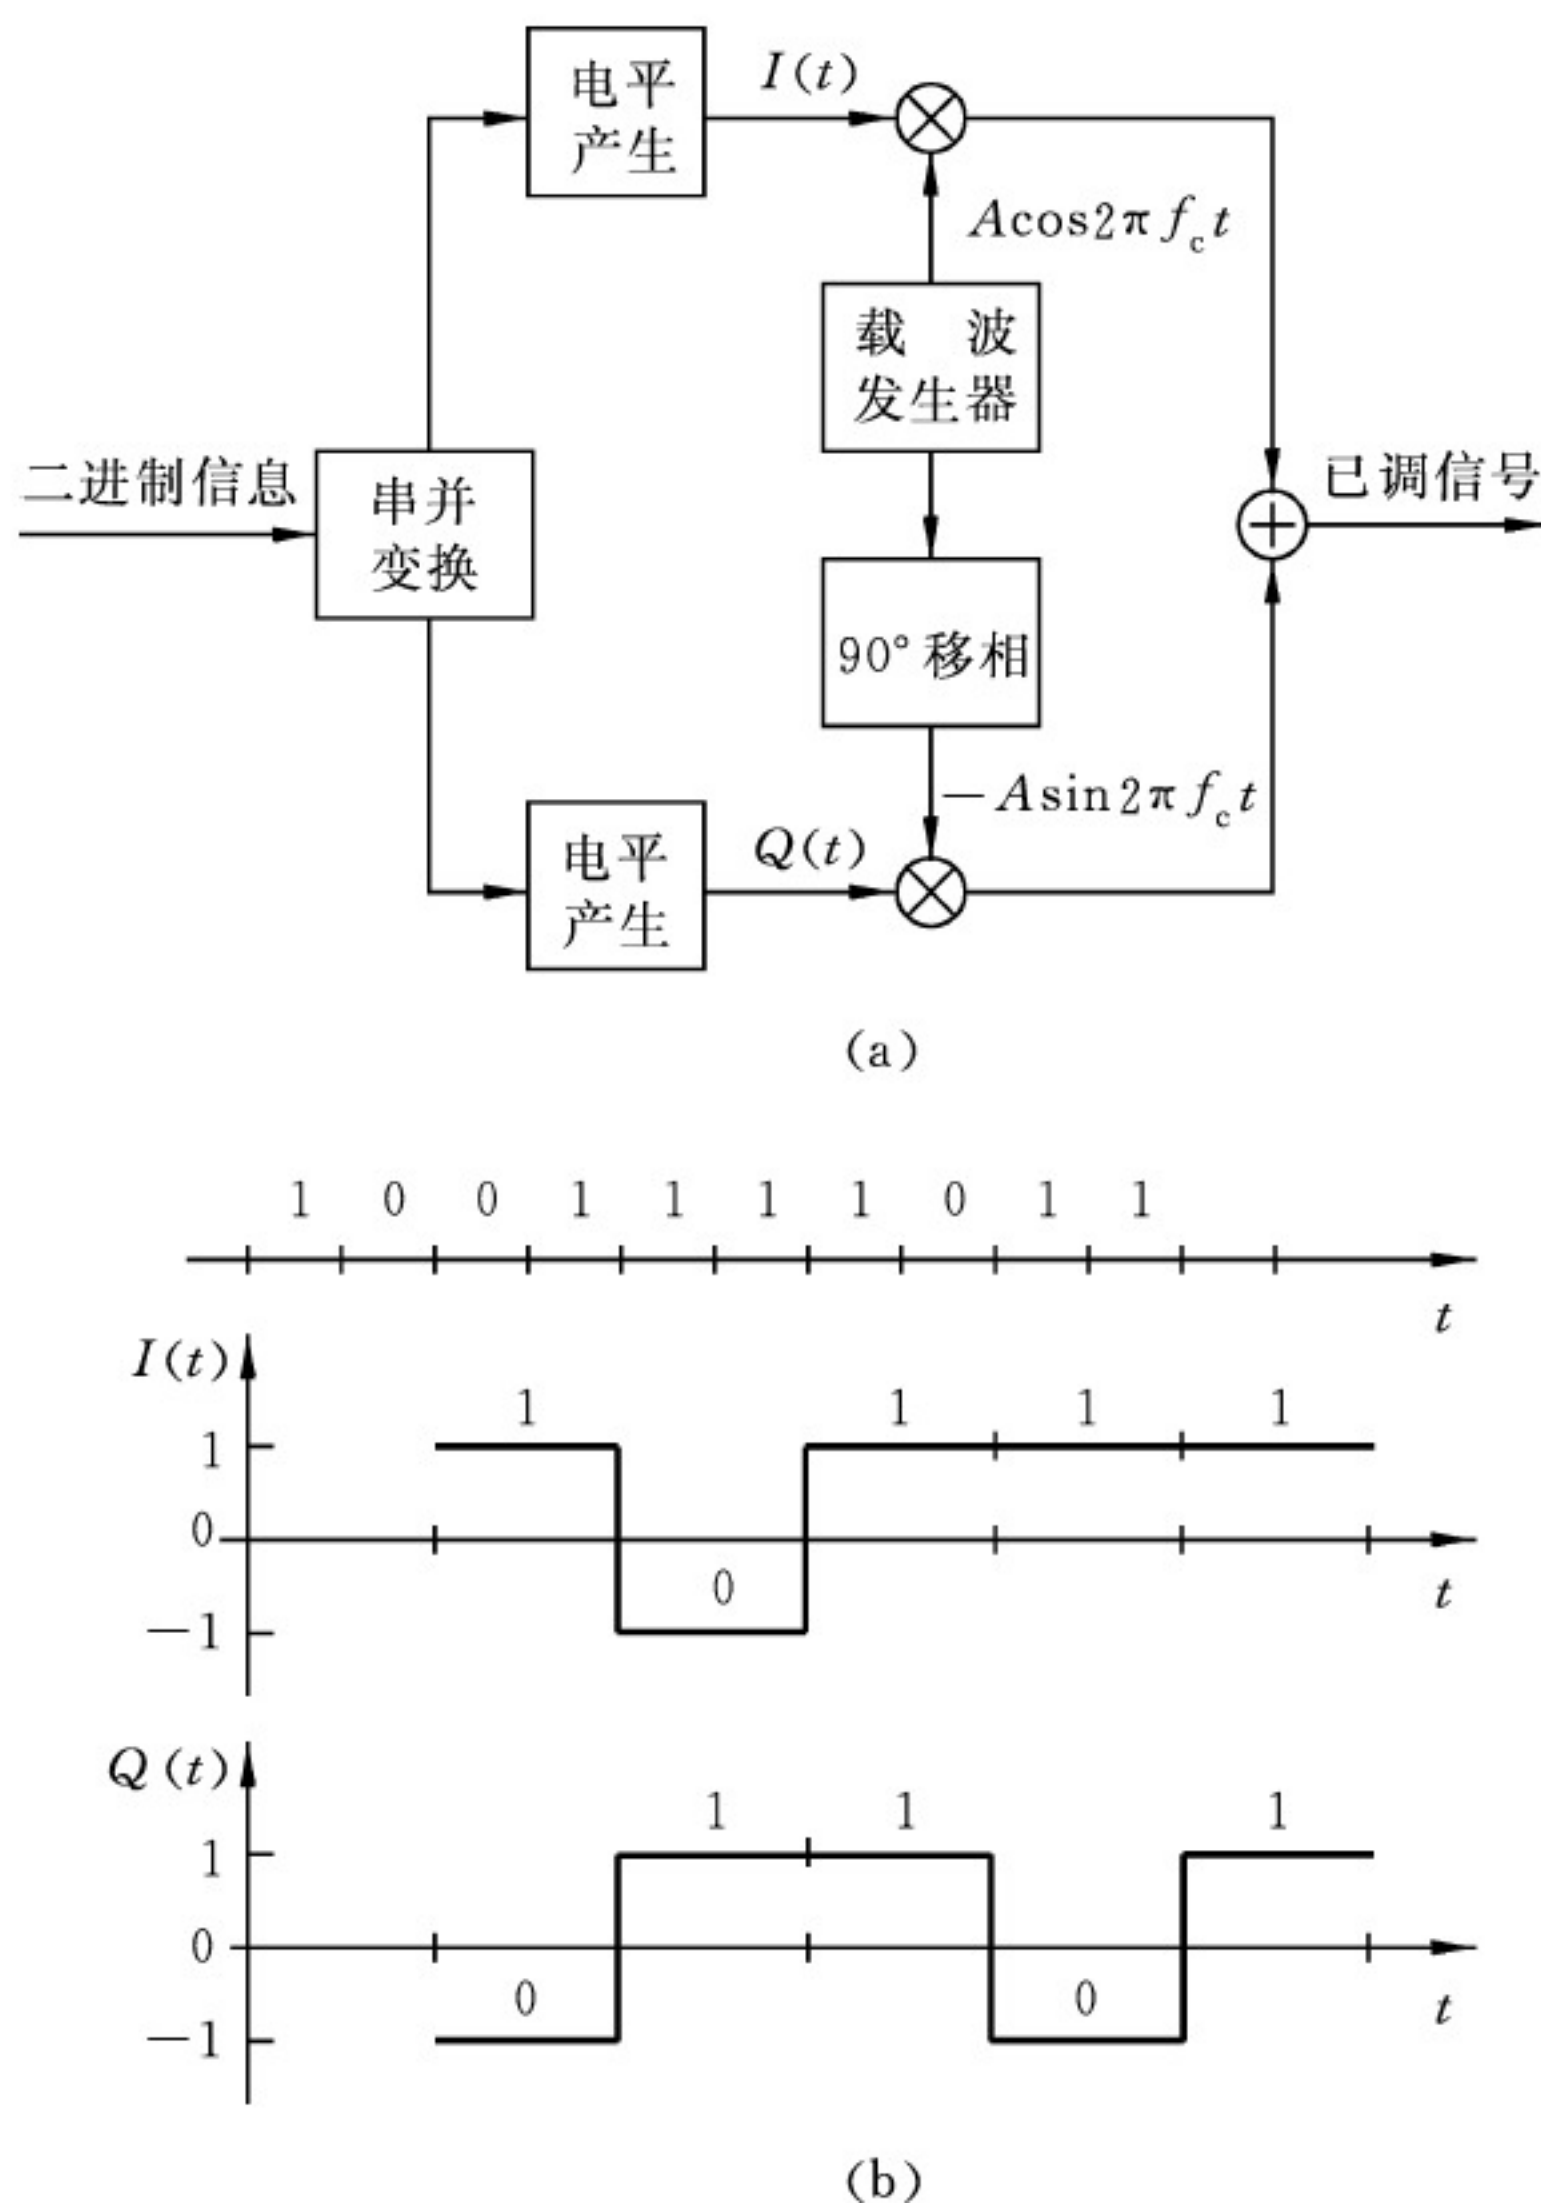 电平
产生
I(t)
Acos2πf_c t
载 波
发生器
二进制信息
串并
变换
已调信号
90°移相
-Asin2πf_c t
电平
产生
Q(t)
(a)
1 0 0 1 1 1 1 0 1 1
t
I(t)
1 1 1 1
1
0
0
t
-1
Q(t)
1 1 1
1
0
0 0
t
-1
(b)